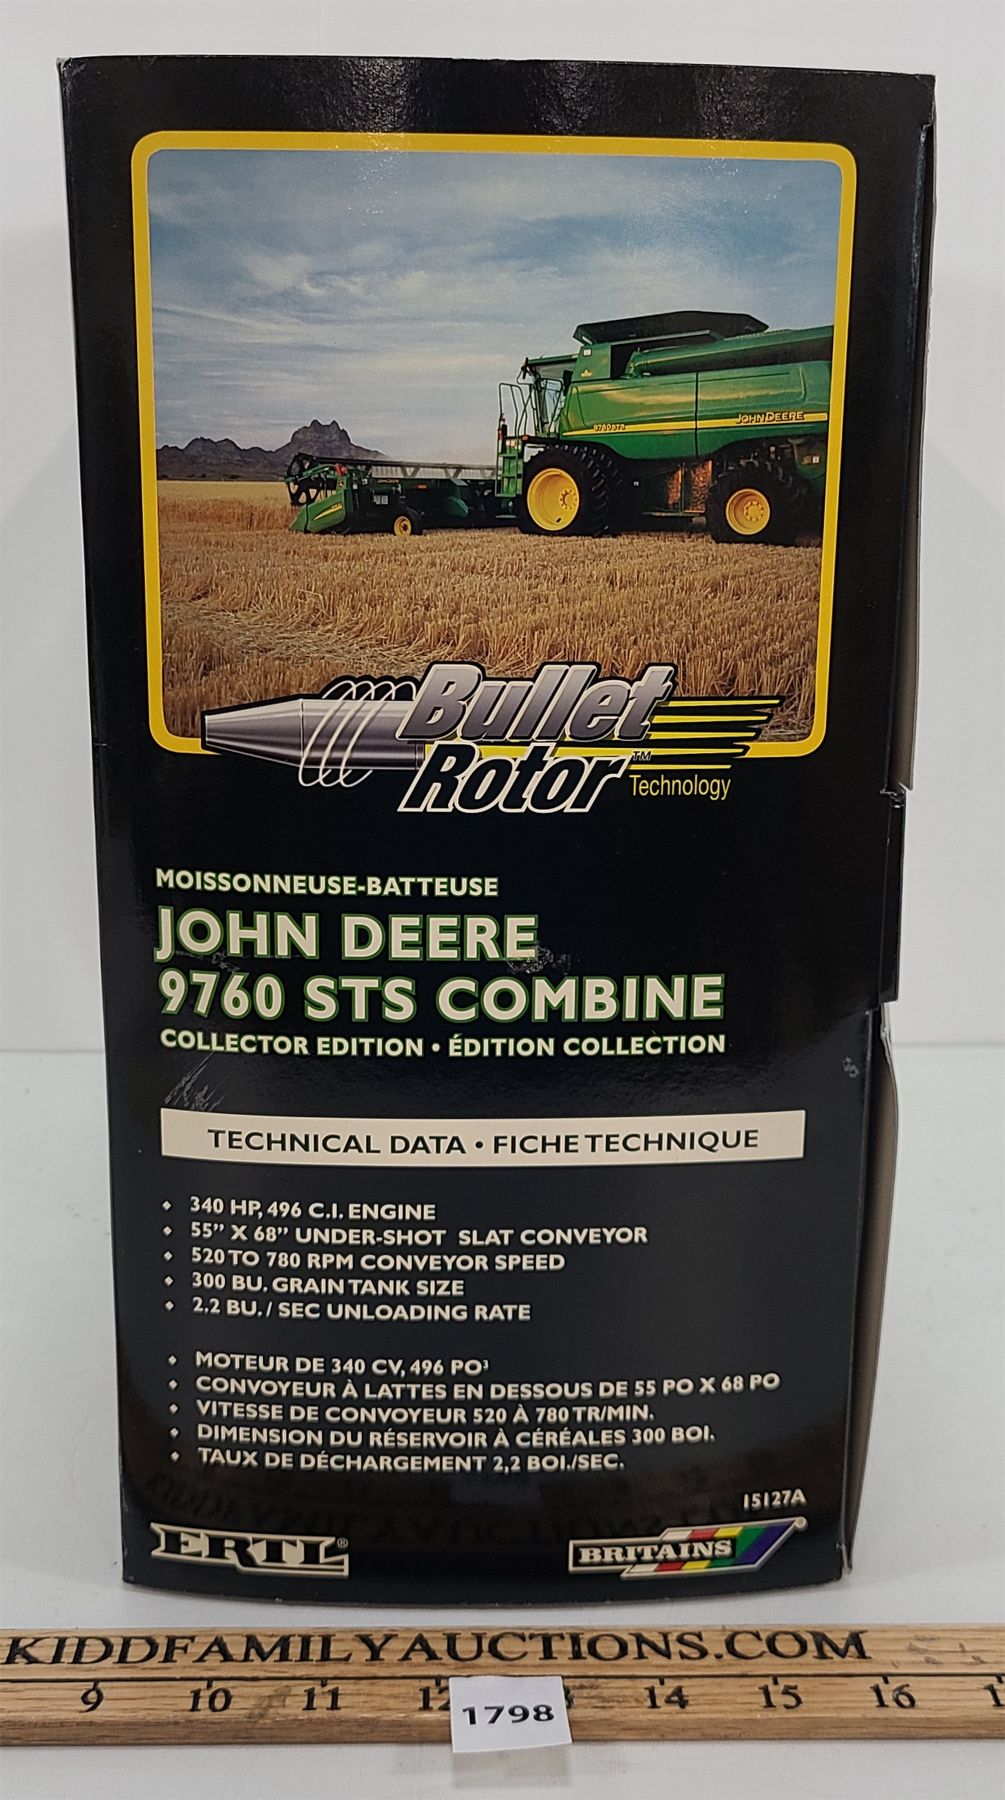 9760STS
JOHN DEERE
Bullet
Rotor™
Technology
MOISSONNEUSE-BATTEUSE
JOHN DEERE
9760 STS COMBINE
COLLECTOR EDITION • ÉDITION COLLECTION
TECHNICAL DATA • FICHE TECHNIQUE
• 340 HP, 496 C.I. ENGINE
• 55” X 68” UNDER-SHOT SLAT CONVEYOR
• 520 TO 780 RPM CONVEYOR SPEED
• 300 BU. GRAIN TANK SIZE
• 2.2 BU. / SEC UNLOADING RATE
• MOTEUR DE 340 CV, 496 PO³
• CONVOYEUR À LATTES EN DESSOUS DE 55 PO X 68 PO
• VITESSE DE CONVOYEUR 520 À 780 TR/MIN.
• DIMENSION DU RÉSERVOIR À CÉRÉALES 300 BOI.
• TAUX DE DÉCHARGEMENT 2,2 BOI./SEC.
15127A
ERTL®
BRITAINS®
KIDDFAMILYAUCTIONS.COM
9 10 11 12 14 15 16
1798